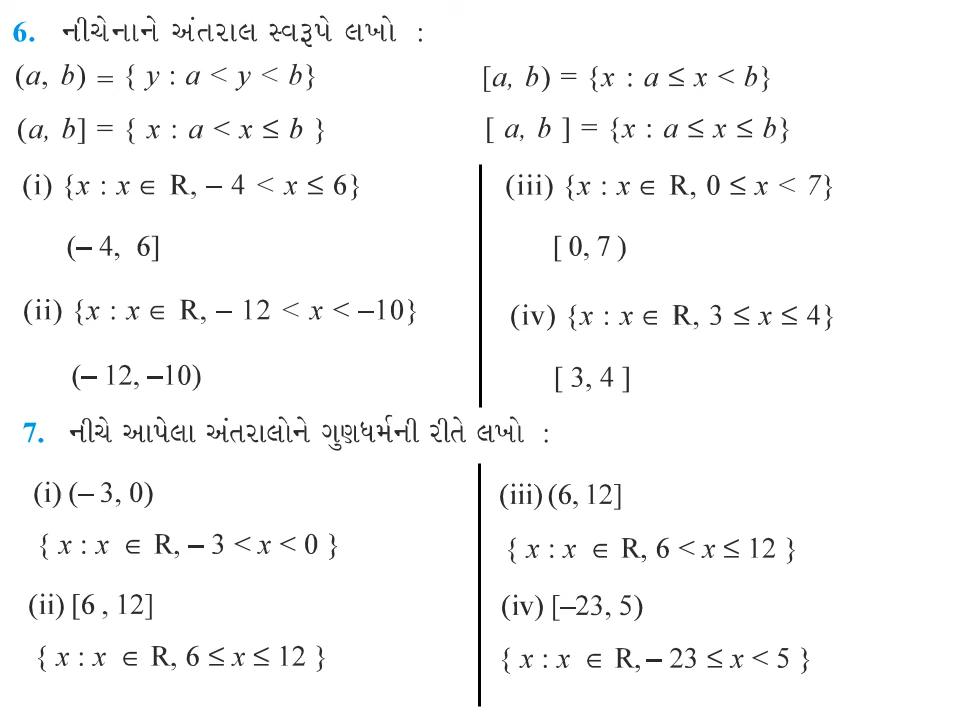 6. નીચેનાને અંતરાલ સ્વરૂપે લખો :
(a, b) = { y : a < y < b}
[a, b) = {x : a ≤ x < b}
(a, b] = { x : a < x ≤ b }
[ a, b ] = {x : a ≤ x ≤ b}
(i) {x : x ∈ R, – 4 < x ≤ 6}
(– 4, 6]
(ii) {x : x ∈ R, – 12 < x < –10}
(– 12, –10)
(iii) {x : x ∈ R, 0 ≤ x < 7}
[ 0, 7 )
(iv) {x : x ∈ R, 3 ≤ x ≤ 4}
[ 3, 4 ]
7. નીચે આપેલા અંતરાલોને ગુણધર્મની રીતે લખો :
(i) (– 3, 0)
{ x : x ∈ R, – 3 < x < 0 }
(ii) [6 , 12]
{ x : x ∈ R, 6 ≤ x ≤ 12 }
(iii) (6, 12]
{ x : x ∈ R, 6 < x ≤ 12 }
(iv) [–23, 5)
{ x : x ∈ R, – 23 ≤ x < 5 }